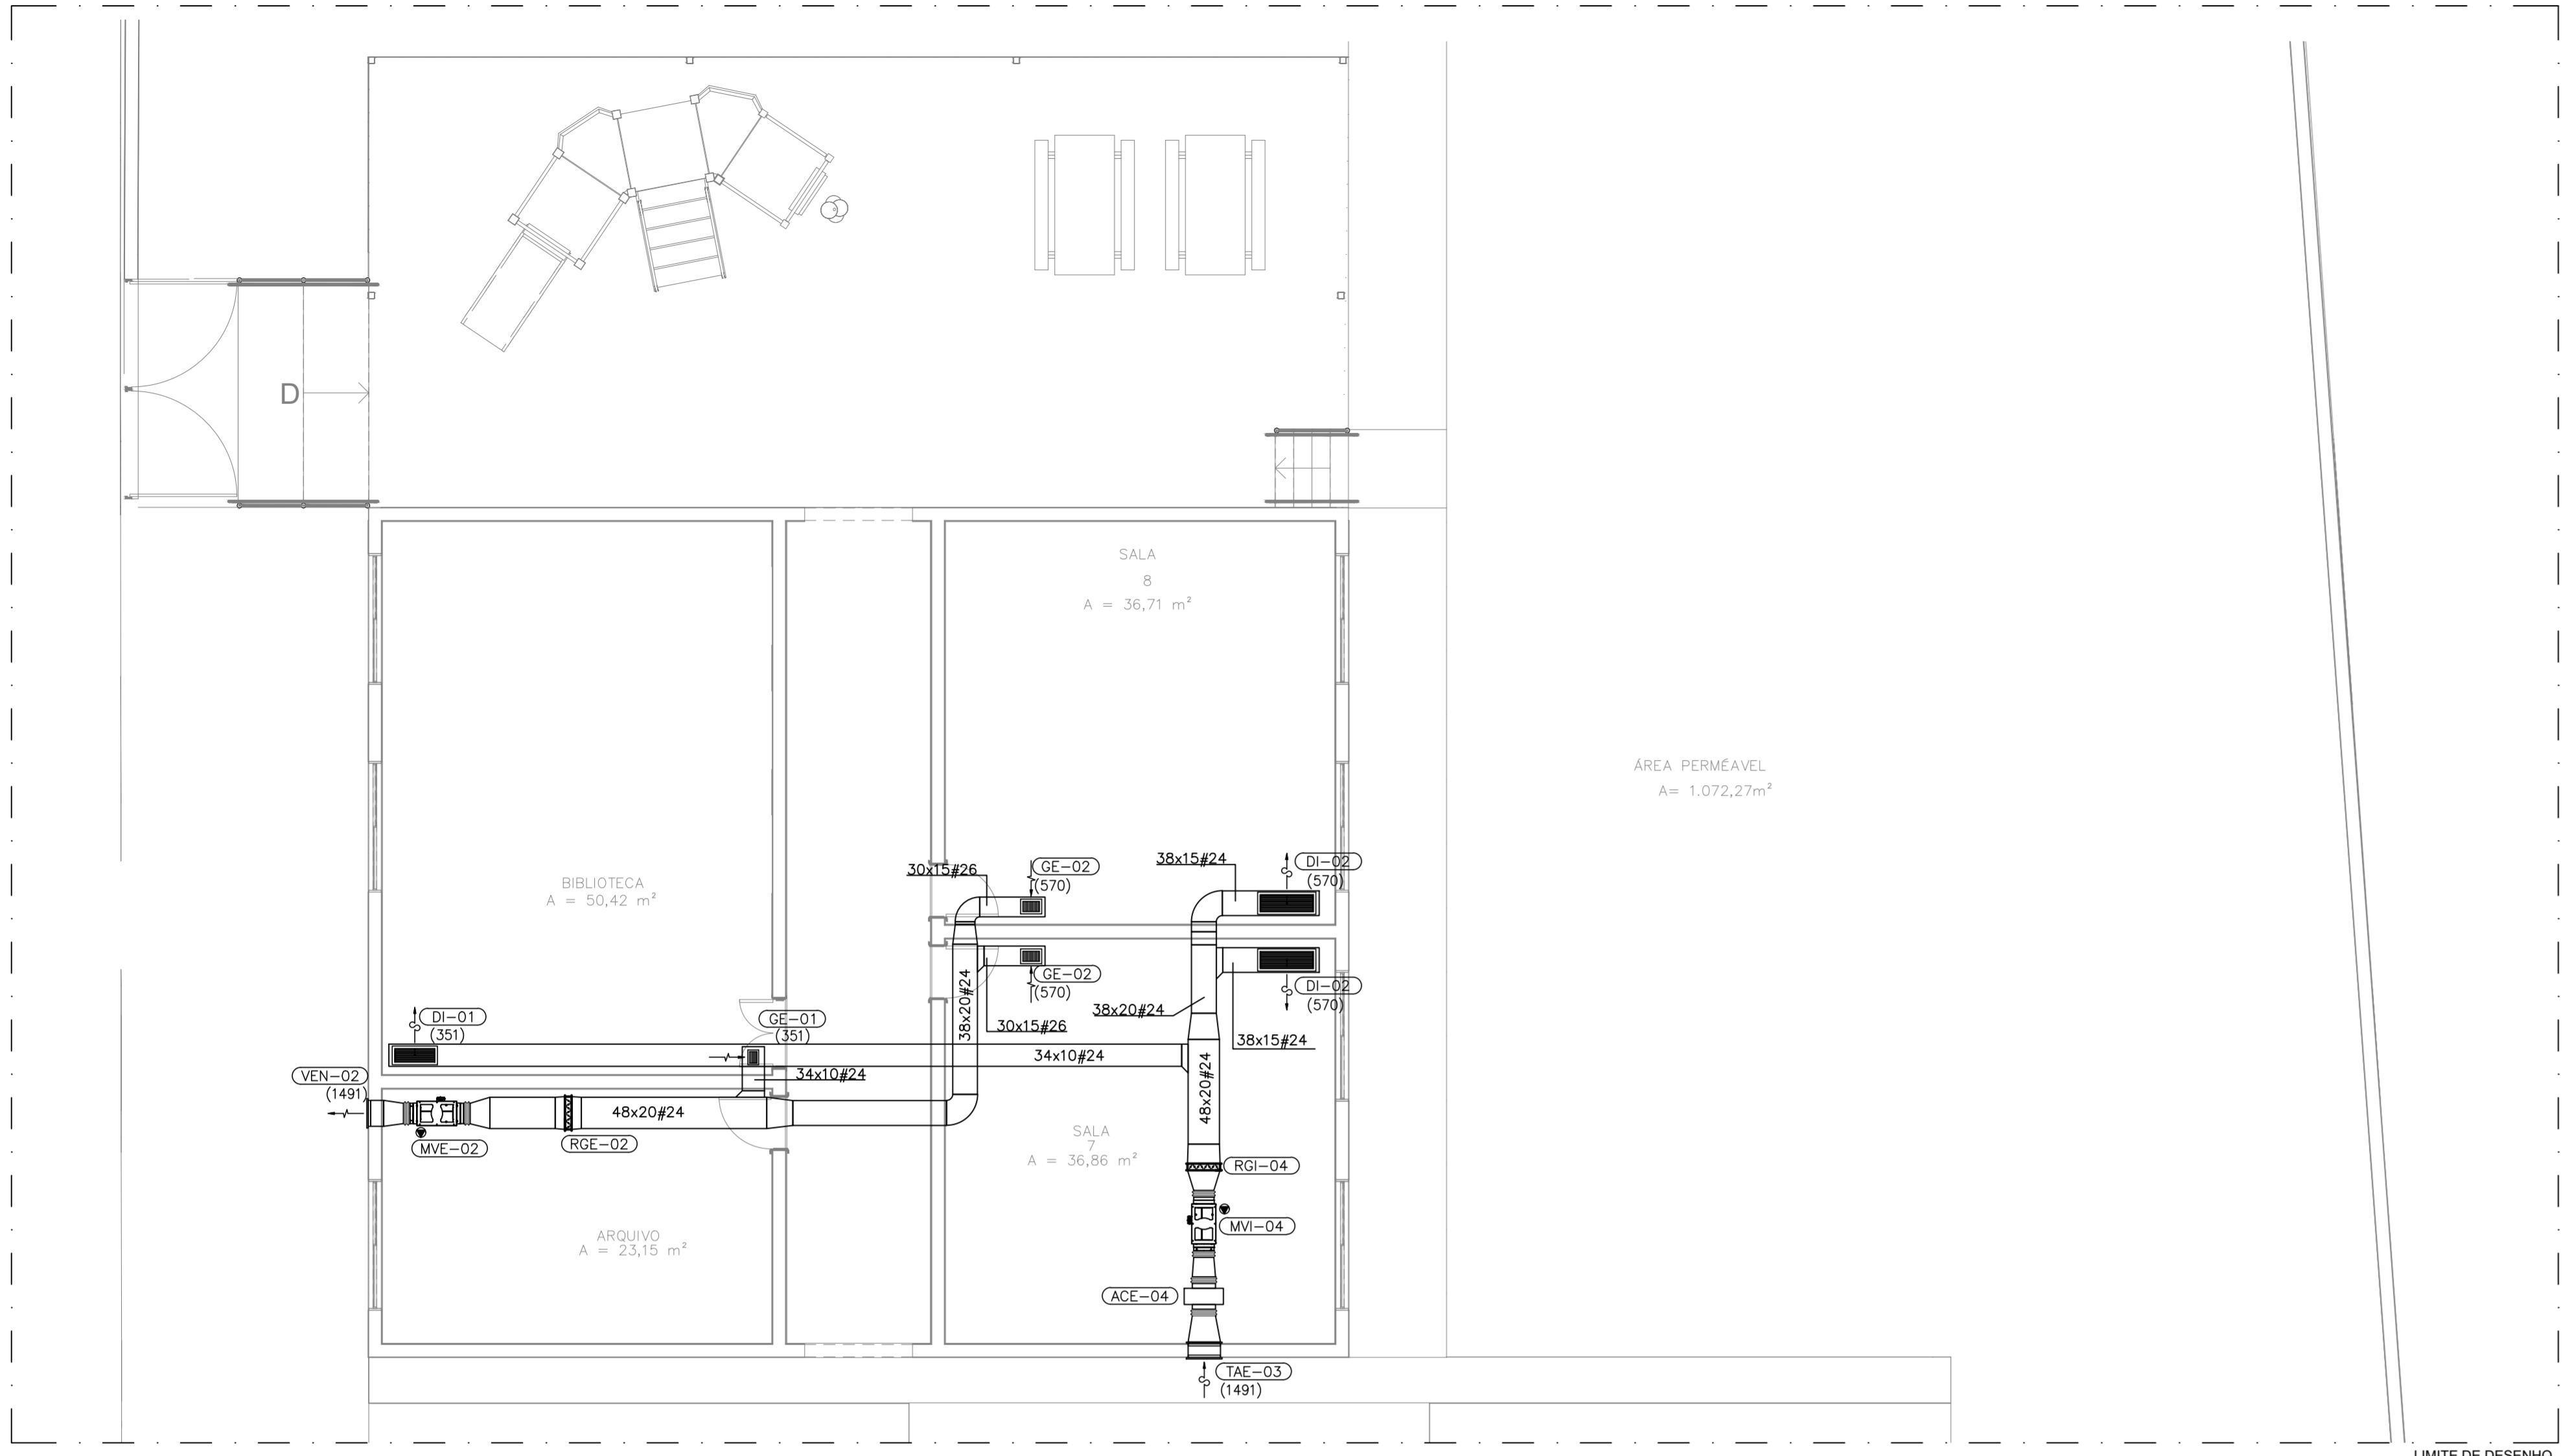 D
SALA
8
A = 36,71 m²
ÁREA PERMÉAVEL
A= 1.072,27m²
BIBLIOTECA
A = 50,42 m²
30x15#26
GE-02
(570)
38x15#24
DI-02
(570)
GE-02
(570)
DI-02
(570)
38x20#24
38x20#24
30x15#26
38x15#24
DI-01
(351)
GE-01
(351)
34x10#24
34x10#24
VEN-02
(1491)
48x20#24
48x20#24
MVE-02
RGE-02
SALA
7
A = 36,86 m²
RGI-04
MVI-04
ARQUIVO
A = 23,15 m²
ACE-04
TAE-03
(1491)
LIMITE DE DESENHO